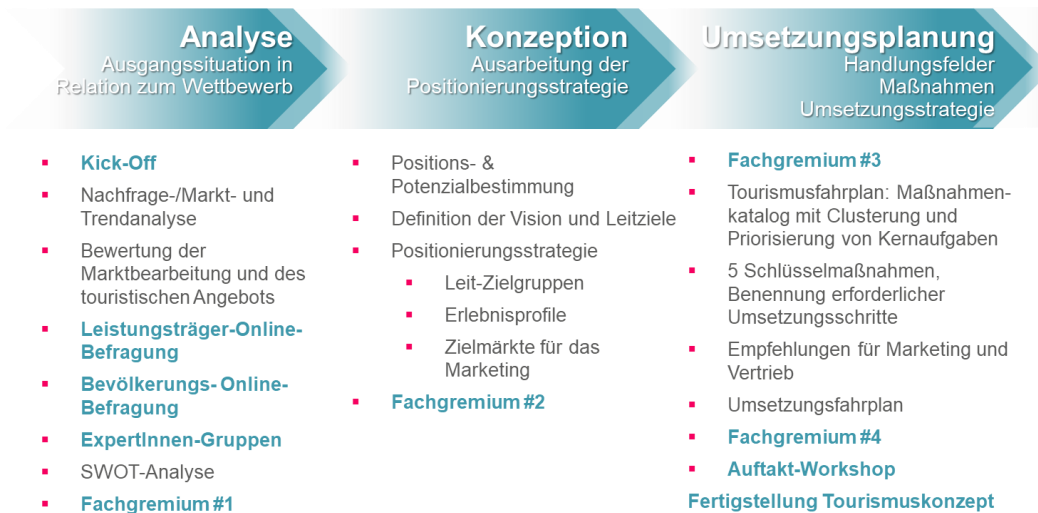 Analyse
Ausgangssituation in
Relation zum Wettbewerb
Konzeption
Ausarbeitung der
Positionierungsstrategie
Umsetzungsplanung
Handlungsfelder
Maßnahmen
Umsetzungsstrategie
Kick-Off
Nachfrage-/Markt- und
Trendanalyse
Bewertung der
Marktbearbeitung und des
touristischen Angebots
Leistungsträger-Online-
Befragung
Bevölkerungs- Online-
Befragung
ExpertInnen-Gruppen
SWOT-Analyse
Fachgremium #1
Positions- &
Potenzialbestimmung
Definition der Vision und Leitziele
Positionierungsstrategie
Leit-Zielgruppen
Erlebnisprofile
Zielmärkte für das
Marketing
Fachgremium #2
Fachgremium #3
Tourismusfahrplan: Maßnahmen-
katalog mit Clusterung und
Priorisierung von Kernaufgaben
5 Schlüsselmaßnahmen,
Benennung erforderlicher
Umsetzungsschritte
Empfehlungen für Marketing und
Vertrieb
Umsetzungsfahrplan
Fachgremium #4
Auftakt-Workshop
Fertigstellung Tourismuskonzept